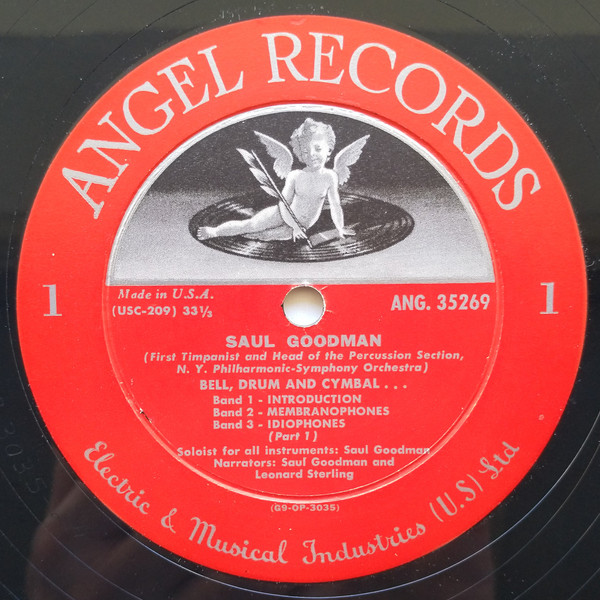 ANGEL RECORDS
1
1
Made in U.S.A.
(USC-209) 33⅓
ANG. 35269
SAUL GOODMAN
(First Timpanist and Head of the Percussion Section,
N. Y. Philharmonic-Symphony Orchestra)
BELL, DRUM AND CYMBAL . . .
Band 1 - INTRODUCTION
Band 2 - MEMBRANOPHONES
Band 3 - IDIOPHONES
(Part 1)
Soloist for all instruments: Saul Goodman
Narrators: Saul Goodman and
Leonard Sterling
(G9-OP-3035)
Electric & Musical Industries (U.S) Ltd